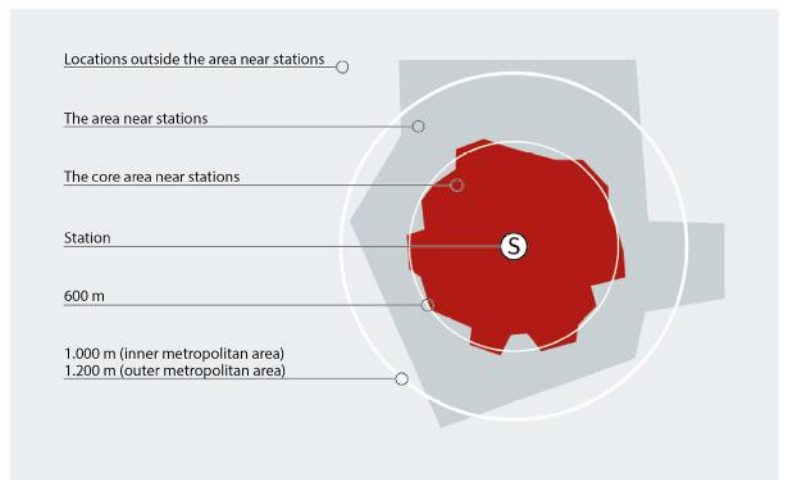 Locations outside the area near stations
The area near stations
The core area near stations
Station
S
600 m
1.000 m (inner metropolitan area)
1.200 m (outer metropolitan area)